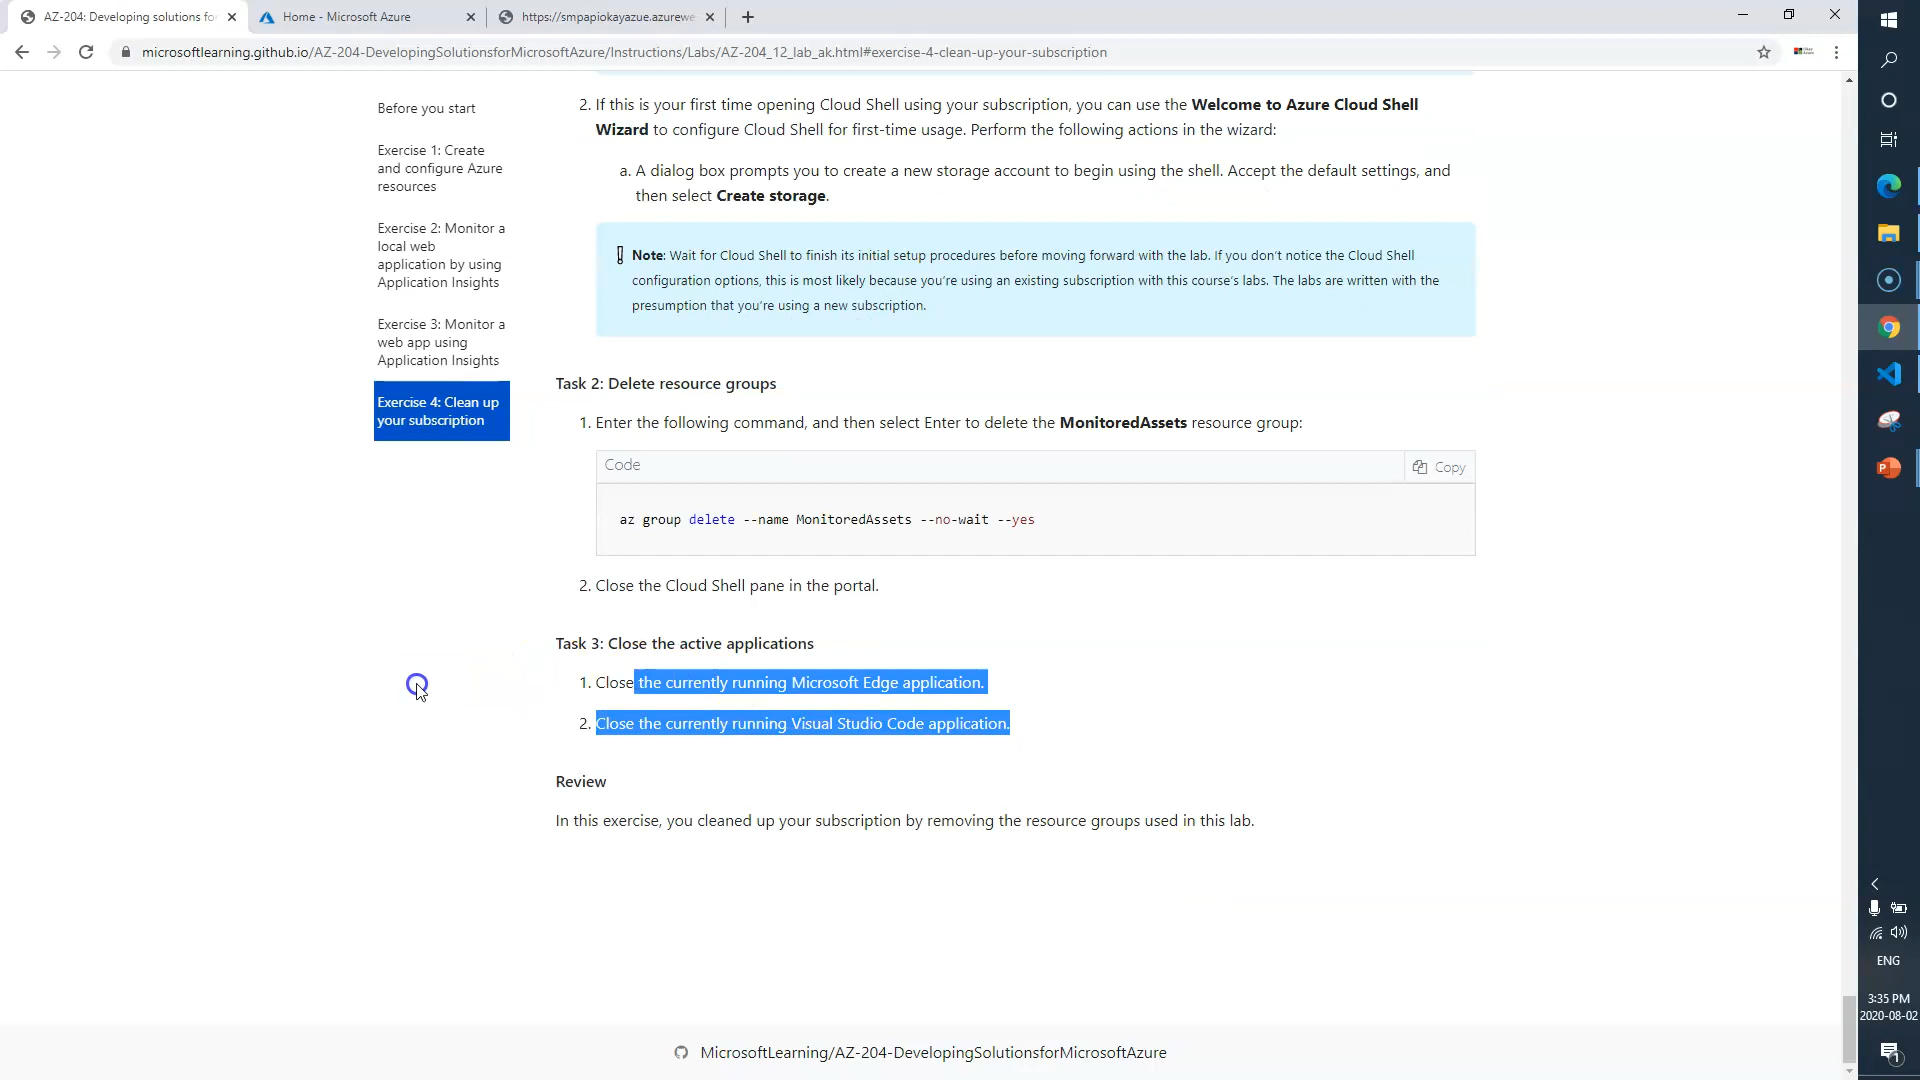 AZ-204: Developing solutions fo
Home - Microsoft Azure
https://smpapiokayazue.azurewe
microsoftlearning.github.io/AZ-204-DevelopingSolutionsforMicrosoftAzure/Instructions/Labs/AZ-204_12_lab_ak.html#exercise-4-clean-up-your-subscription
Before you start
Exercise 1: Create
and configure Azure
resources
Exercise 2: Monitor a
local web
application by using
Application Insights
Exercise 3: Monitor a
web app using
Application Insights
Exercise 4: Clean up
your subscription
2. If this is your first time opening Cloud Shell using your subscription, you can use the Welcome to Azure Cloud Shell
Wizard to configure Cloud Shell for first-time usage. Perform the following actions in the wizard:
a. A dialog box prompts you to create a new storage account to begin using the shell. Accept the default settings, and
then select Create storage.
Note: Wait for Cloud Shell to finish its initial setup procedures before moving forward with the lab. If you don't notice the Cloud Shell
configuration options, this is most likely because you're using an existing subscription with this course's labs. The labs are written with the
presumption that you're using a new subscription.
Task 2: Delete resource groups
1. Enter the following command, and then select Enter to delete the MonitoredAssets resource group:
Code
Copy
az group delete --name MonitoredAssets --no-wait --yes
2. Close the Cloud Shell pane in the portal.
Task 3: Close the active applications
1. Close the currently running Microsoft Edge application.
2. Close the currently running Visual Studio Code application.
Review
In this exercise, you cleaned up your subscription by removing the resource groups used in this lab.
MicrosoftLearning/AZ-204-DevelopingSolutionsforMicrosoftAzure
ENG
3:35 PM
2020-08-02
1